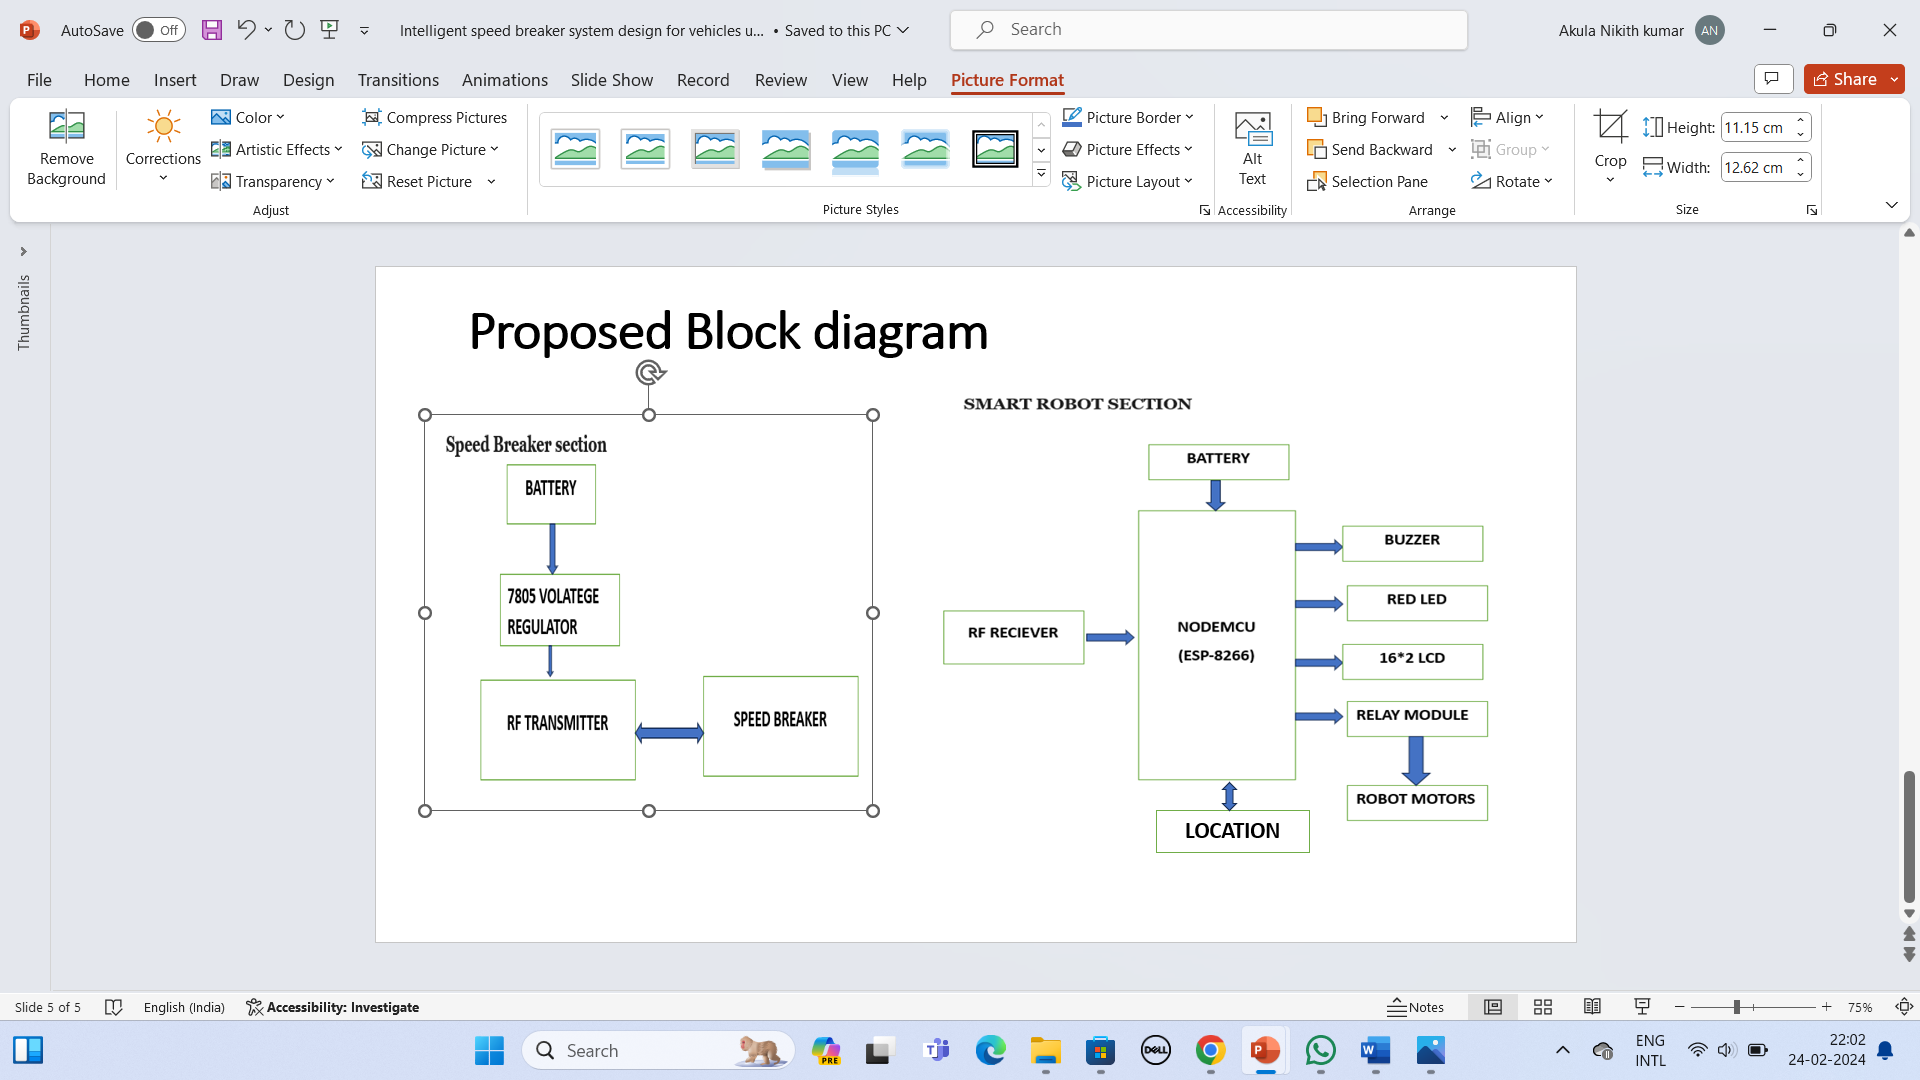 AutoSave Off Intelligent speed breaker system design for vehicles u... • Saved to this PC Search Akula Nikith kumar AN
File Home Insert Draw Design Transitions Animations Slide Show Record Review View Help Picture Format Share
Remove
Background
Corrections
Color
Artistic Effects
Transparency
Compress Pictures
Change Picture
Reset Picture
Adjust
Picture Styles
Picture Border
Picture Effects
Picture Layout
Alt
Text
Accessibility
Bring Forward
Send Backward
Selection Pane
Align
Group
Rotate
Arrange
Crop
Height: 11.15 cm
Width: 12.62 cm
Size
Thumbnails
Proposed Block diagram
Speed Breaker section
BATTERY
7805 VOLATEGE
REGULATOR
RF TRANSMITTER
SPEED BREAKER
SMART ROBOT SECTION
BATTERY
RF RECIEVER
NODEMCU
(ESP-8266)
BUZZER
RED LED
16*2 LCD
RELAY MODULE
ROBOT MOTORS
LOCATION
Slide 5 of 5 English (India) Accessibility: Investigate Notes 75%
Search
PRE
DELL
ENG
INTL
22:02
24-02-2024